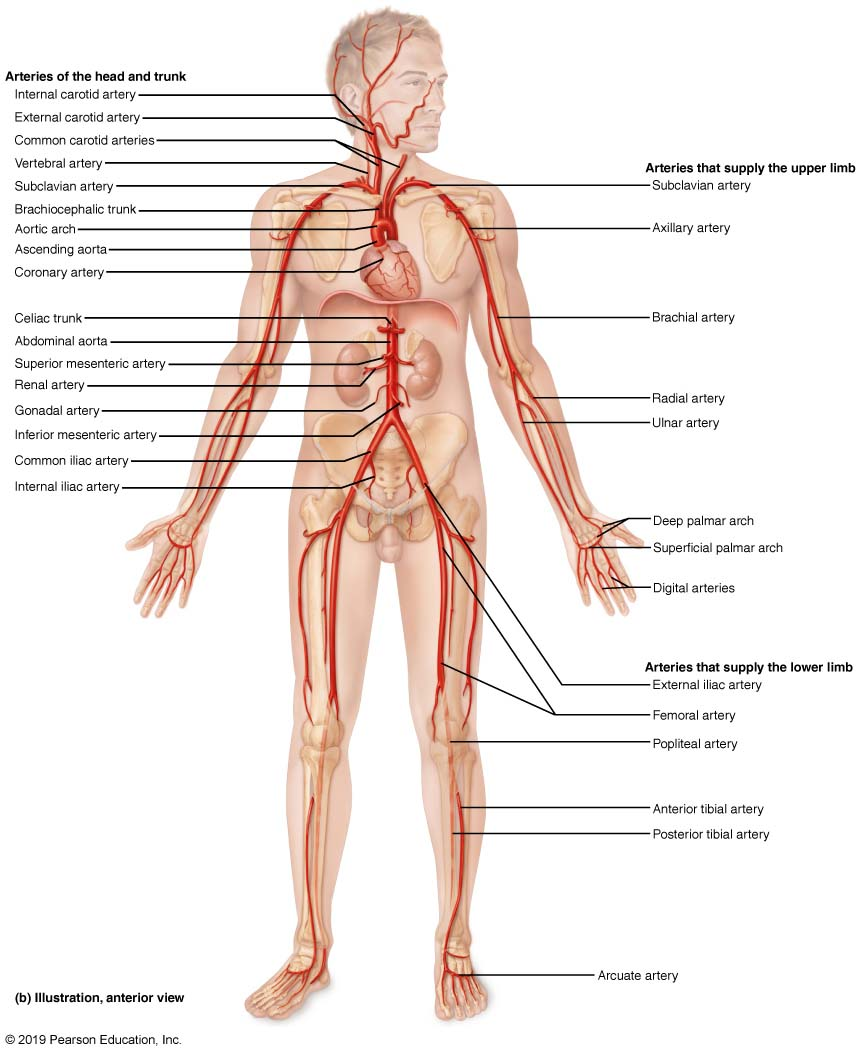 Arteries of the head and trunk
Internal carotid artery
External carotid artery
Common carotid arteries
Vertebral artery
Subclavian artery
Brachiocephalic trunk
Aortic arch
Ascending aorta
Coronary artery
Celiac trunk
Abdominal aorta
Superior mesenteric artery
Renal artery
Gonadal artery
Inferior mesenteric artery
Common iliac artery
Internal iliac artery
Arteries that supply the upper limb
Subclavian artery
Axillary artery
Brachial artery
Radial artery
Ulnar artery
Deep palmar arch
Superficial palmar arch
Digital arteries
Arteries that supply the lower limb
External iliac artery
Femoral artery
Popliteal artery
Anterior tibial artery
Posterior tibial artery
Arcuate artery
(b) Illustration, anterior view
© 2019 Pearson Education, Inc.